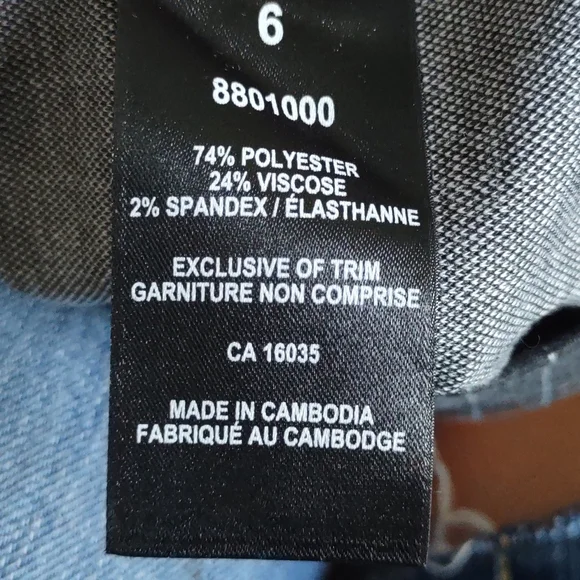 6
8801000
74% POLYESTER
24% VISCOSE
2% SPANDEX / ÉLASTHANNE
EXCLUSIVE OF TRIM
GARNITURE NON COMPRISE
CA 16035
MADE IN CAMBODIA
FABRIQUÉ AU CAMBODGE